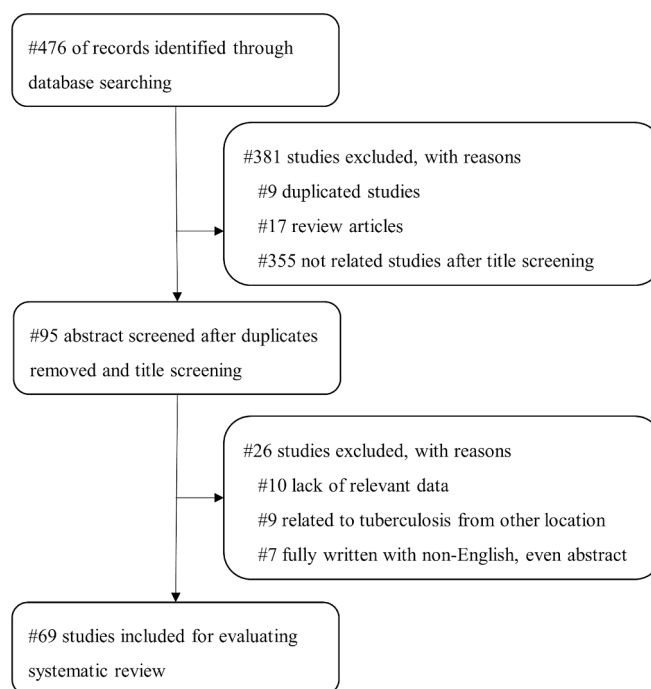 #476 of records identified through
database searching
#381 studies excluded, with reasons
#9 duplicated studies
#17 review articles
#355 not related studies after title screening
#95 abstract screened after duplicates
removed and title screening
#26 studies excluded, with reasons
#10 lack of relevant data
#9 related to tuberculosis from other location
#7 fully written with non-English, even abstract
#69 studies included for evaluating
systematic review